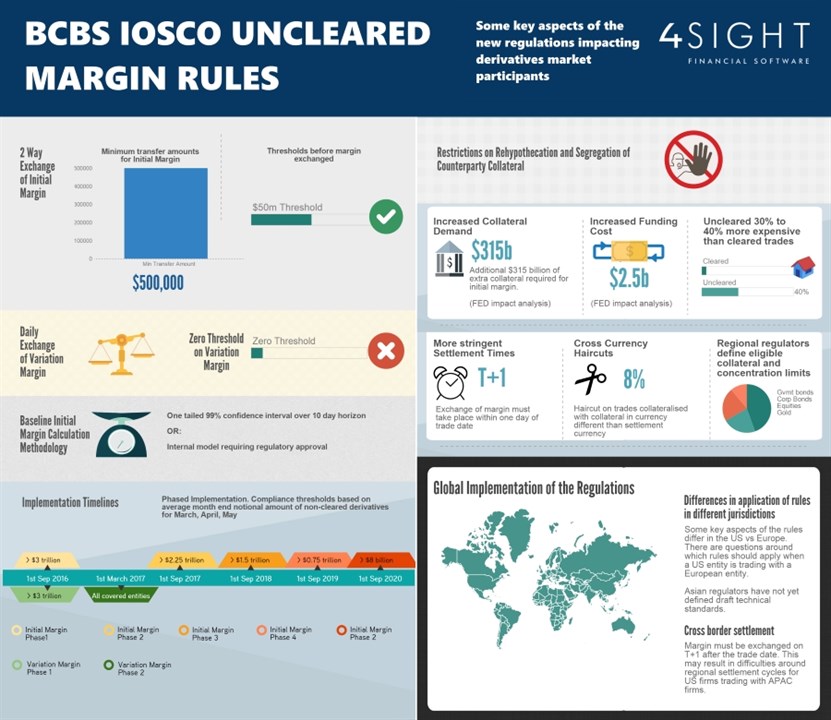 BCBS IOSCO UNCLEARED
MARGIN RULES
Some key aspects of the
new regulations impacting
derivatives market
participants
4SIGHT
FINANCIAL SOFTWARE
2 Way
Exchange
of Initial
Margin
Minimum transfer amounts
for Initial Margin
500000
400000
300000
200000
100000
0
Min Transfer Amount
$500,000
Thresholds before margin
exchanged
$50m Threshold
Daily
Exchange
of Variation
Margin
Zero Threshold
on Variation
Margin
Zero Threshold
Baseline Initial
Margin Calculation
Methodology
One tailed 99% confidence interval over 10 day horizon
OR:
Internal model requiring regulatory approval
Implementation Timelines
Phased Implementation. Compliance thresholds based on
average month end notional amount of non-cleared derivatives
for March, April, May
> $3 trillion
> $2.25 trillion
> $1.5 trillion
> $0.75 trillion
> $8 billion
1st Sep 2016
1st March 2017
1st Sep 2017
1st Sep 2018
1st Sep 2019
1st Sep 2020
> $3 trillion
All covered entities
Initial Margin
Phase1
Initial Margin
Phase 2
Initial Margin
Phase 3
Initial Margin
Phase 4
Initial Margin
Phase 2
Variation Margin
Phase 1
Variation Margin
Phase 2
Restrictions on Rehypothecation and Segregation of
Counterparty Collateral
Increased Collateral
Demand
$315b
Additional $315 billion of
extra collateral required for
initial margin.
(FED impact analysis)
Increased Funding
Cost
$
$2.5b
(FED impact analysis)
Uncleared 30% to
40% more expensive
than cleared trades
Cleared
Uncleared
40%
More stringent
Settlement Times
T+1
Exchange of margin must
take place within one day of
trade date
Cross Currency
Haircuts
8%
Haircut on trades collateralised
with collateral in currency
different than settlement
currency
Regional regulators
define eligible
collateral and
concentration limits
Gvmt bonds
Corp Bonds
Equities
Gold
Global Implementation of the Regulations
Differences in application of rules
in different jurisdictions
Some key aspects of the rules
differ in the US vs Europe.
There are questions around
which rules should apply when
a US entity is trading with a
European entity.
Asian regulators have not yet
defined draft technical
standards.
Cross border settlement
Margin must be exchanged on
T+1 after the trade date. This
may result in difficulties around
regional settlement cycles for
US firms trading with APAC
firms.